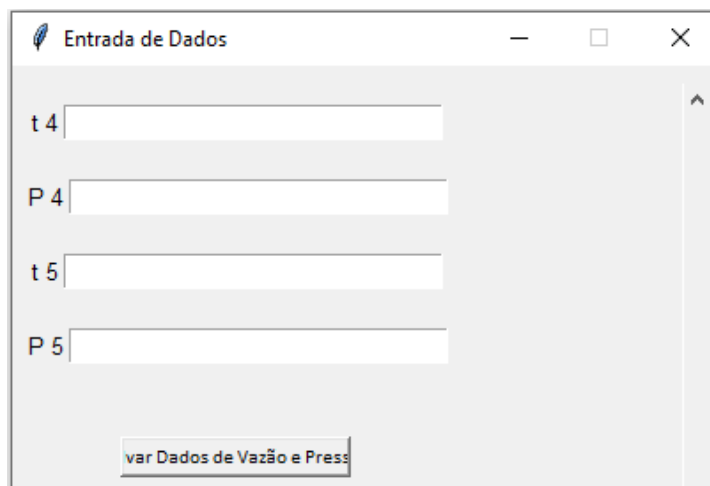 Entrada de Dados
t 4
P 4
t 5
P 5
var Dados de Vazão e Press